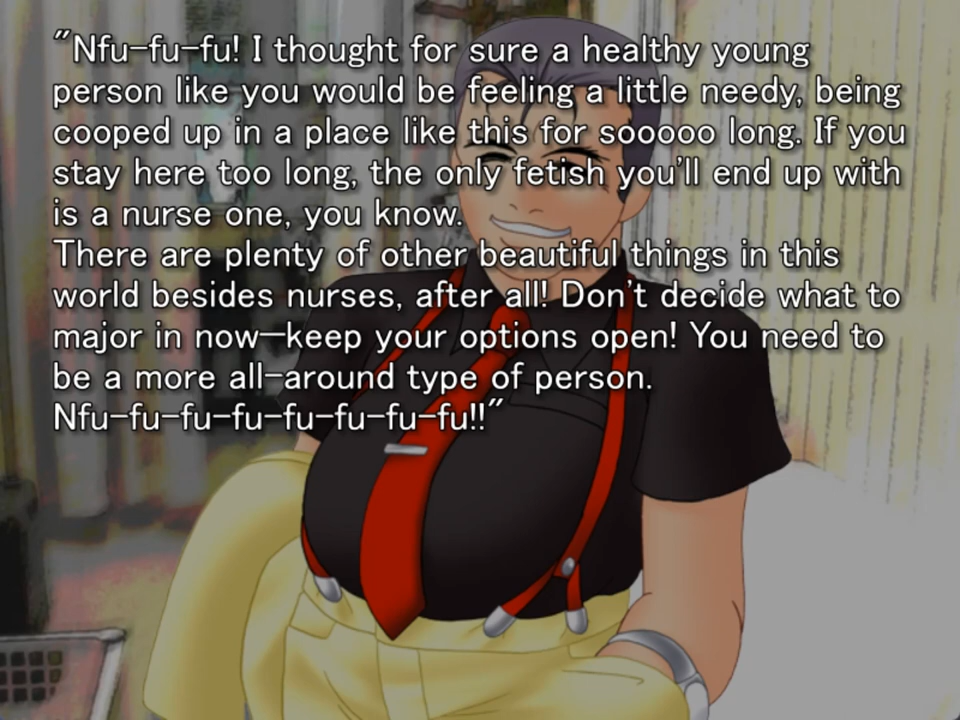 "Nfu-fu-fu! I thought for sure a healthy young
person like you would be feeling a little needy, being
cooped up in a place like this for sooooo long. If you
stay here too long, the only fetish you'll end up with
is a nurse one, you know.
There are plenty of other beautiful things in this
world besides nurses, after all! Don't decide what to
major in now—keep your options open! You need to
be a more all-around type of person.
Nfu-fu-fu-fu-fu-fu-fu-fu!!"